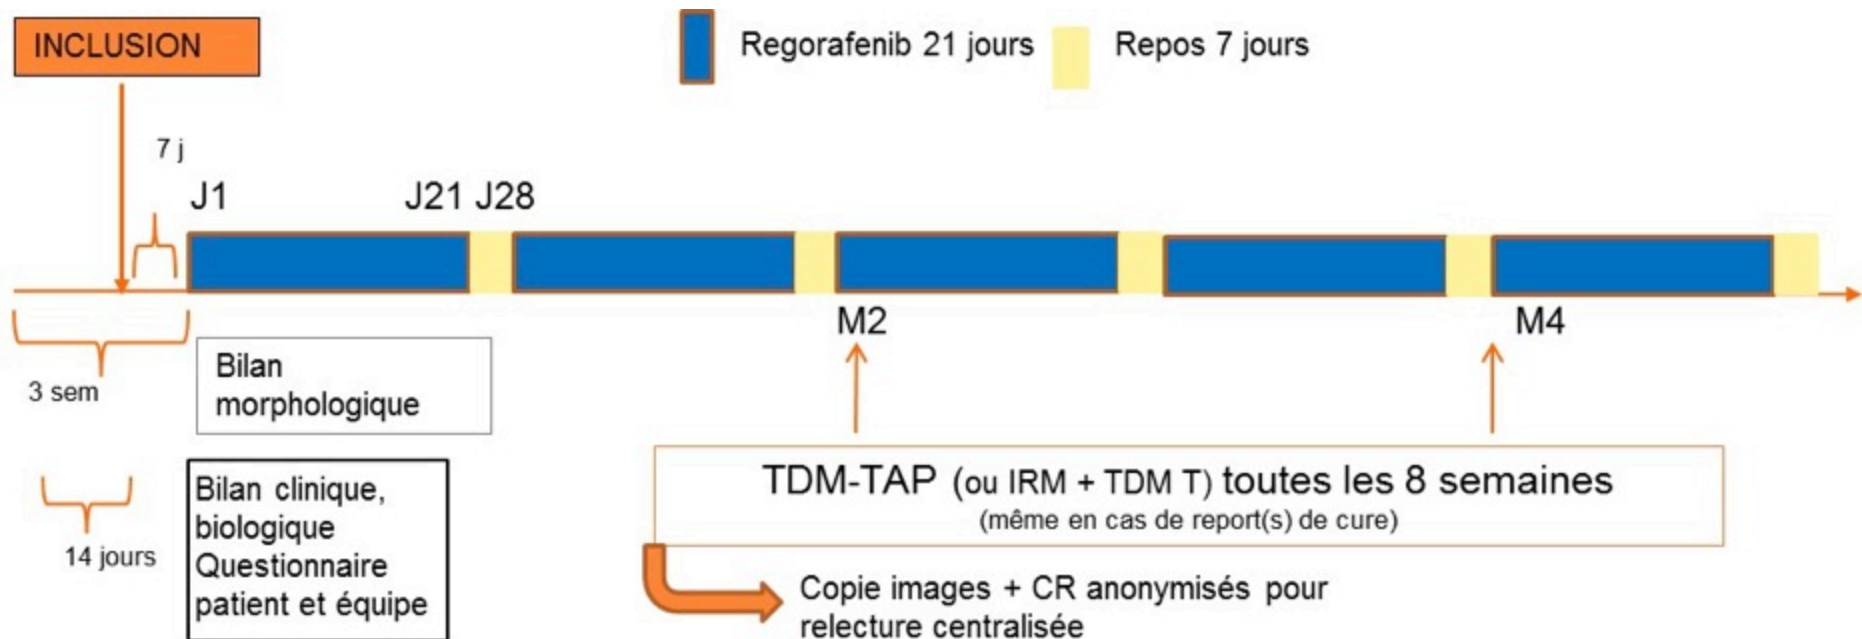 INCLUSION
Regorafenib 21 jours
Repos 7 jours
7 j
J1
J21 J28
M2
M4
3 sem
Bilan
morphologique
14 jours
Bilan clinique,
biologique
Questionnaire
patient et équipe
TDM-TAP (ou IRM + TDM T) toutes les 8 semaines
(même en cas de report(s) de cure)
Copie images + CR anonymisés pour
relecture centralisée